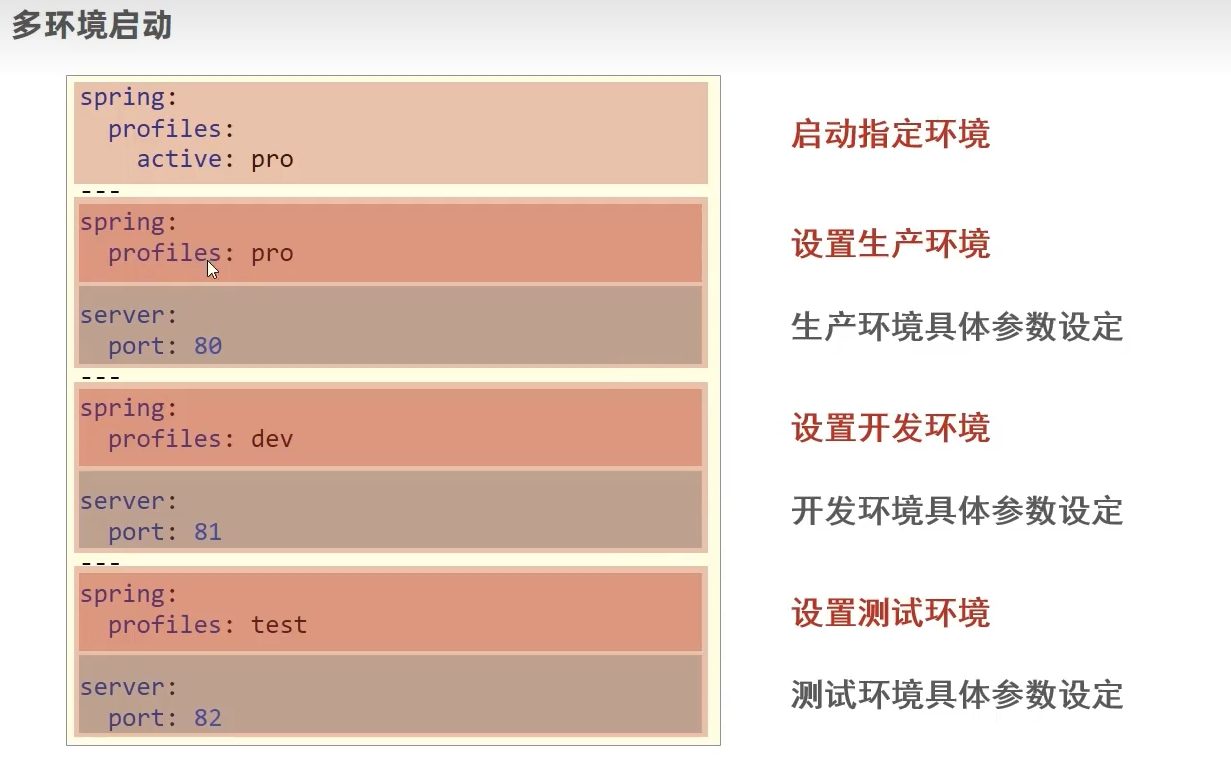 多环境启动
spring:
  profiles:
    active: pro
启动指定环境
---
spring:
  profiles: pro
设置生产环境
server:
  port: 80
生产环境具体参数设定
---
spring:
  profiles: dev
设置开发环境
server:
  port: 81
开发环境具体参数设定
---
spring:
  profiles: test
设置测试环境
server:
  port: 82
测试环境具体参数设定